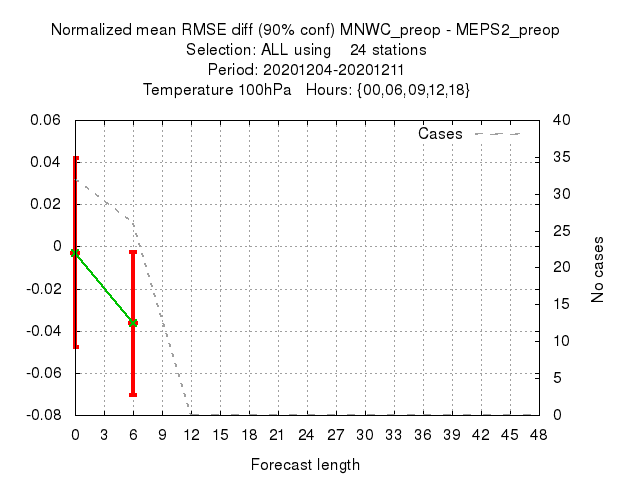 Normalized mean RMSE diff (90% conf) MNWC_preop - MEPS2_preop
Selection: ALL using    24 stations
Period: 20201204-20201211
Temperature 100hPa   Hours: {00,06,09,12,18}
Cases
0.06
0.04
0.02
0
-0.02
-0.04
-0.06
-0.08
40
35
30
25
20
15
10
5
0
No cases
0 3 6 9 12 15 18 21 24 27 30 33 36 39 42 45 48
Forecast length